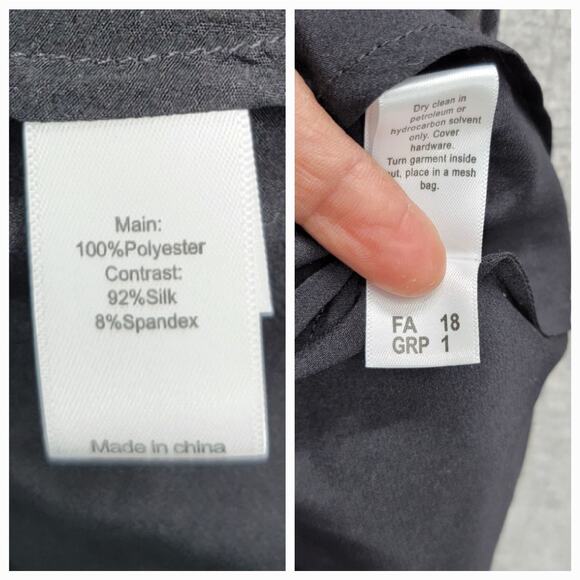 Main:
100%Polyester
Contrast:
92%Silk
8%Spandex
Made in china
Dry clean in
petroleum or
hydrocarbon solvent
only. Cover
hardware.
Turn garment inside
out, place in a mesh
bag.
FA 18
GRP 1